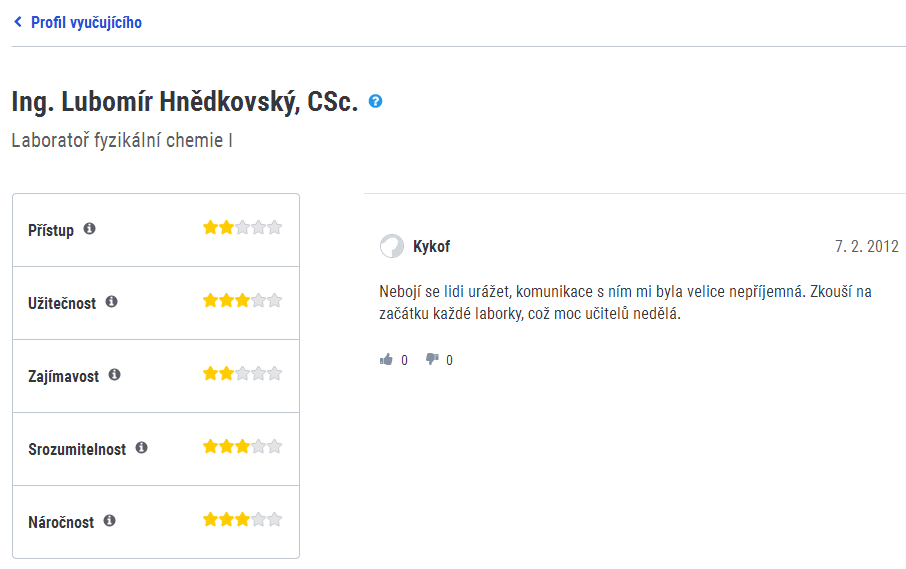 Profil vyučujícího
Ing. Lubomír Hnědkovský, CSc.
Laboratoř fyzikální chemie I
Přístup
Užitečnost
Zajímavost
Srozumitelnost
Náročnost
Kykof 7. 2. 2012
Nebojí se lidi urážet, komunikace s ním mi byla velice nepříjemná. Zkouší na
začátku každé laborky, což moc učitelů nedělá.
0 0